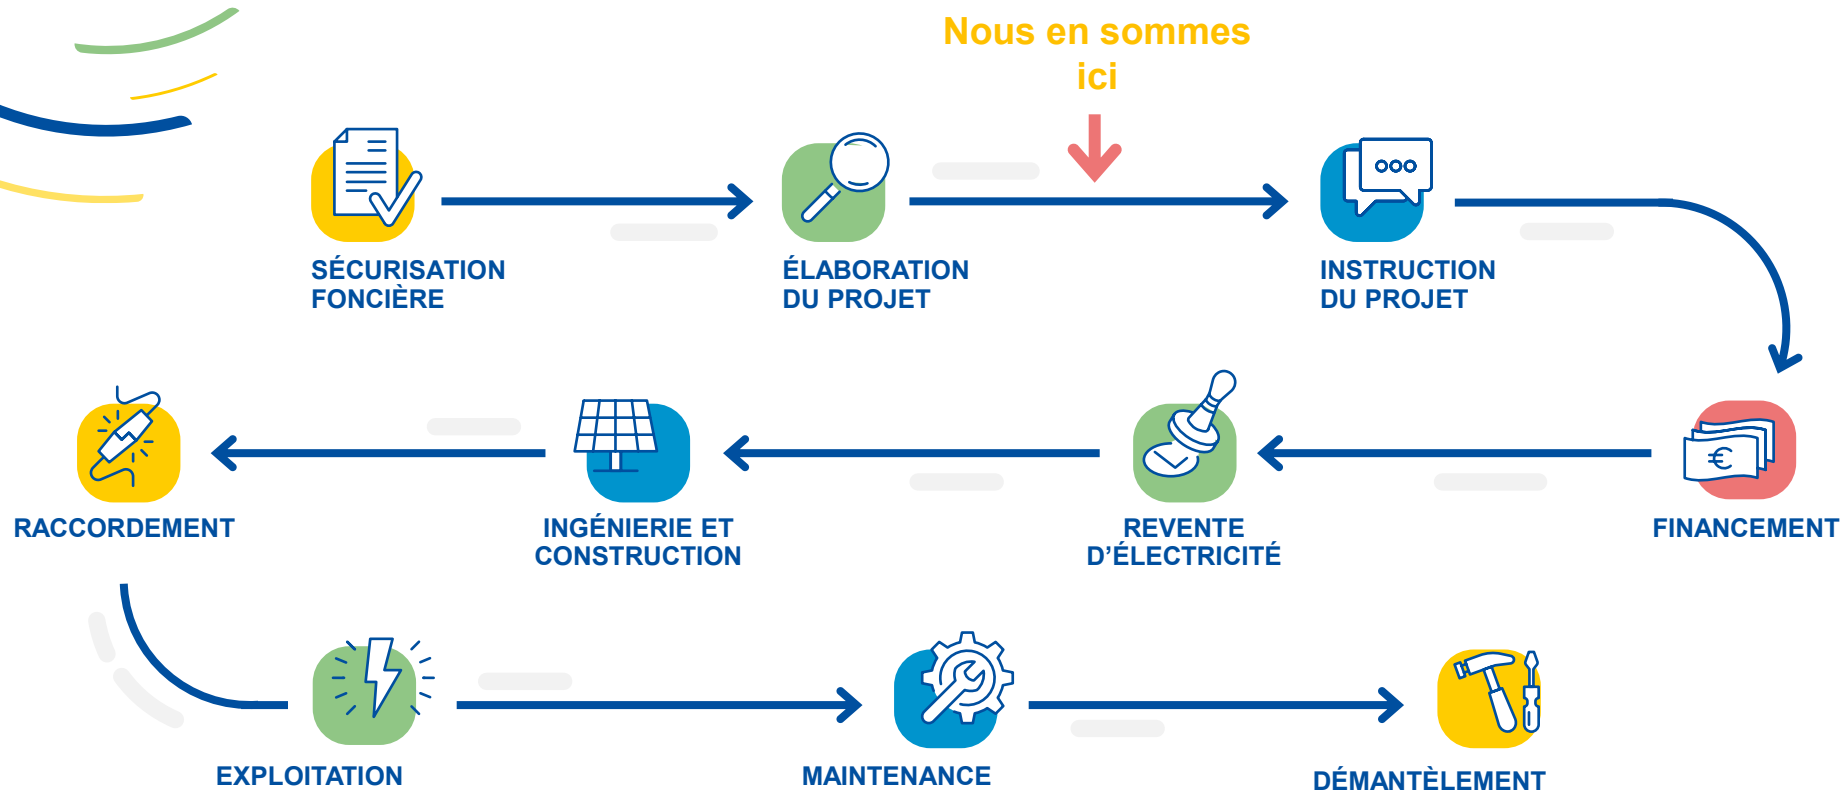 Nous en sommes
ici
SÉCURISATION
FONCIÈRE
ÉLABORATION
DU PROJET
INSTRUCTION
DU PROJET
RACCORDEMENT
INGÉNIERIE ET
CONSTRUCTION
REVENTE
D’ÉLECTRICITÉ
€
FINANCEMENT
EXPLOITATION
MAINTENANCE
DÉMANTÈLEMENT